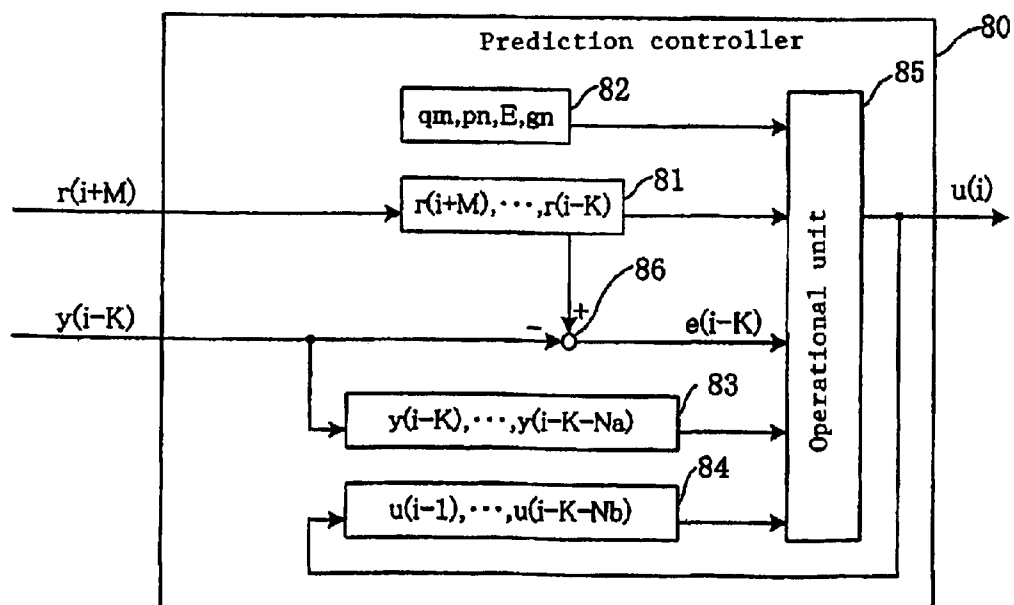 Prediction controller
80
82
85
qm,pn,E,gn
81
r(i+M)
r(i+M),···,r(i-K)
u(i)
Operational unit
86
+
y(i-K)
-
e(i-K)
83
y(i-K),···,y(i-K-Na)
84
u(i-1),···,u(i-K-Nb)